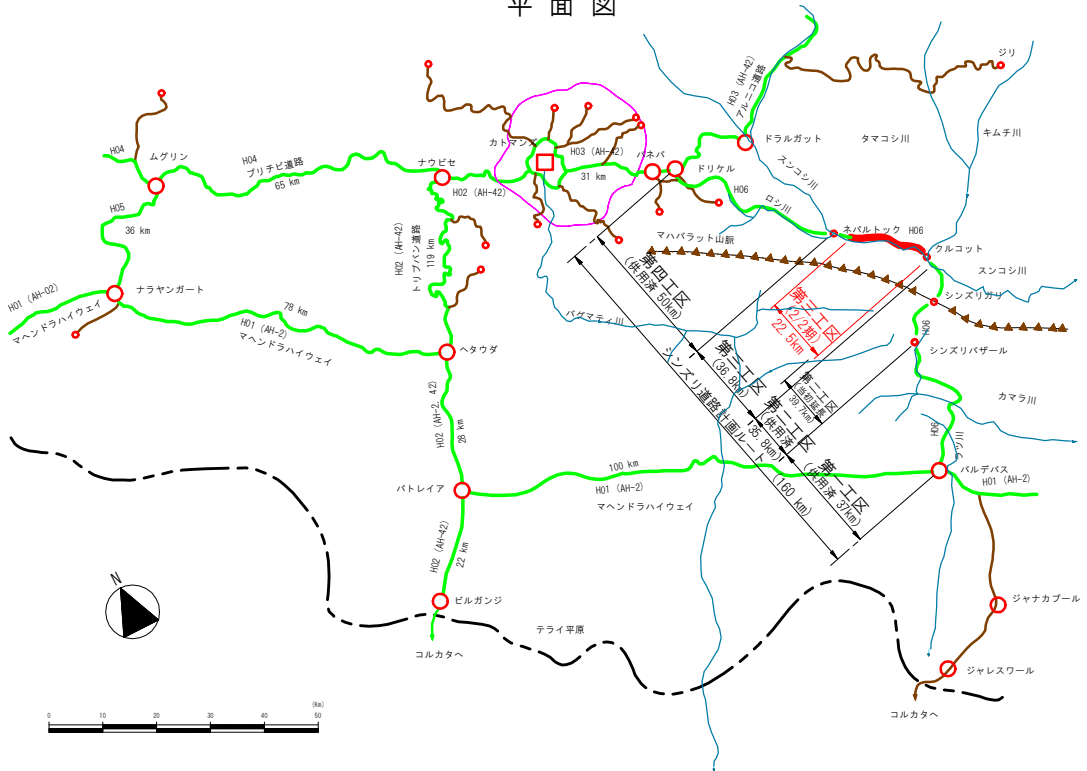 平 面 図
ジリ
H03 (AH-42)
アルニコ道路
キムチ川
タマコシ川
ドラルガット
スンコシ川
カトマンズ
H03 (AH-42)
31 km
バネパ
ドリケル
H06
ロシ川
H04
ムグリン
H04
プリチビ道路
65 km
ナウビセ
H02 (AH-42)
H05
36 km
H02 (AH-42)
トリブバン道路
119 km
マハバラット山脈
ネパルトック
H06
クルコット
スンコシ川
シンズリガリ
H06
シンズリバザール
H01 (AH-02)
マヘンドラハイウェイ
ナラヤンガート
78 km
H01 (AH-2)
マヘンドラハイウェイ
ヘタウダ
バグマティ川
第四工区
(供用済 50km)
第三工区
(2/2期)
22.5km
第三工区
(36.8km)
第二工区
(当初延長
39.7km)
第二工区
(供用済
35.8km)
第一工区
(供用済 37km)
シンズリ道路計画ルート
(160 km)
カマラ川
H06
H02 (AH-2, 42)
28 km
パトレイア
100 km
H01 (AH-2)
マヘンドラハイウェイ
バルデバス
H01 (AH-2)
H02 (AH-42)
22 km
N
ビルガンジ
テライ平原
コルカタへ
ジャナカプール
ジャレスワール
コルカタへ
0 10 20 30 40 50
(Km)